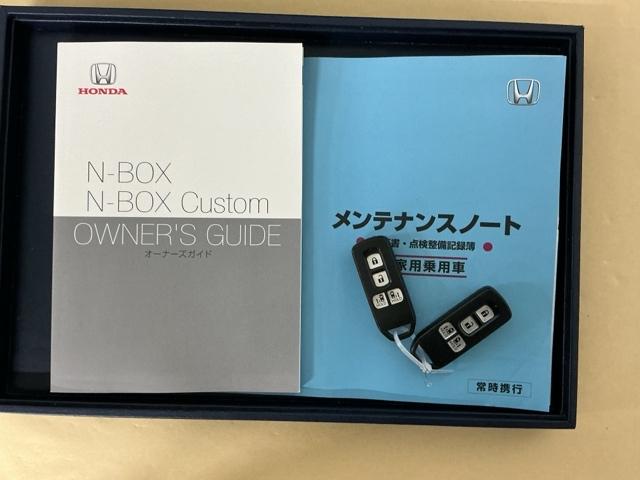 HONDA
N-BOX
N-BOX Custom
OWNER'S GUIDE
オーナーズガイド
メンテナンスノート
書・点検整備記録簿
家用乗用車
常時携行